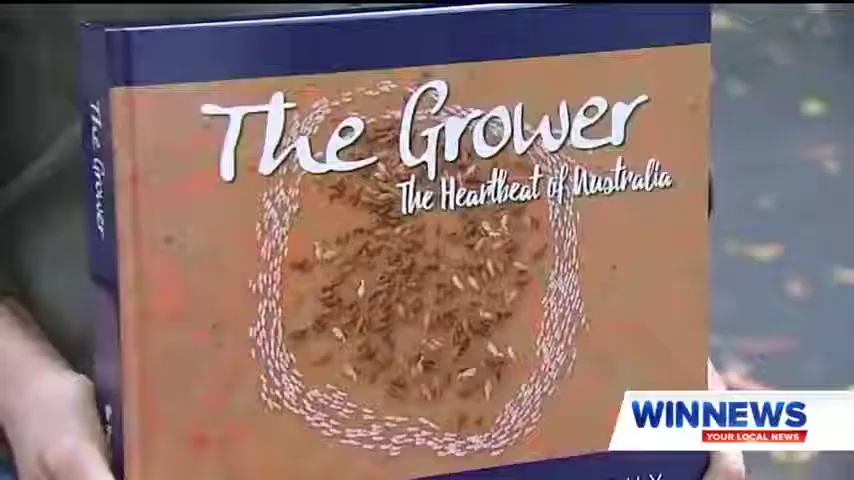 The Grower
The Heartbeat of Australia
The Grower
WINNEWS
YOUR LOCAL NEWS